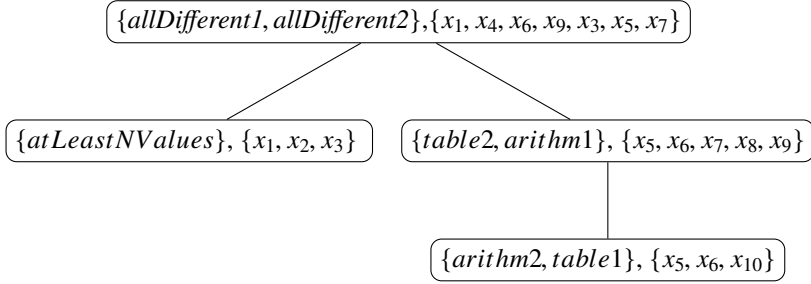 {allDifferent1, allDifferent2},{x₁, x₄, x₆, x₉, x₃, x₅, x₇}
{atLeastNValues}, {x₁, x₂, x₃}
{table2, arithm1}, {x₅, x₆, x₇, x₈, x₉}
{arithm2, table1}, {x₅, x₆, x₁₀}